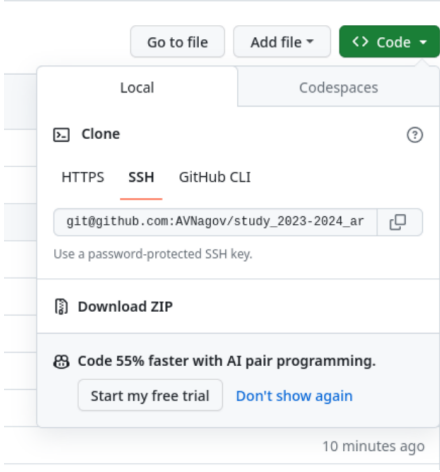 Go to file Add file Code
Local Codespaces
Clone
HTTPS SSH GitHub CLI
git@github.com:AVNagov/study_2023-2024_ar
Use a password-protected SSH key.
Download ZIP
Code 55% faster with AI pair programming.
Start my free trial Don't show again
10 minutes ago